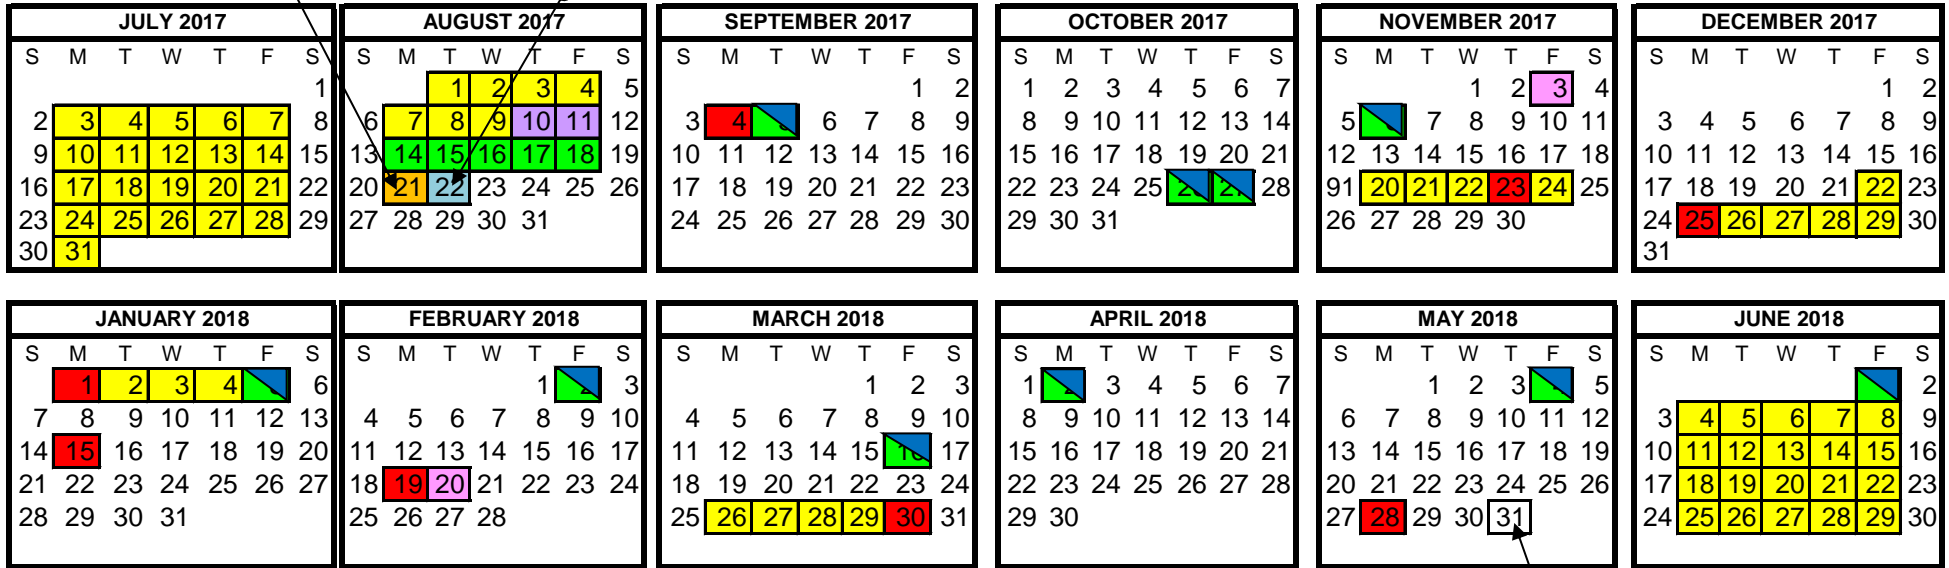 JULY 2017
S M T W T F S
1
2 3 4 5 6 7 8
9 10 11 12 13 14 15
16 17 18 19 20 21 22
23 24 25 26 27 28 29
30 31
AUGUST 2017
S M T W T F S
1 2 3 4 5
6 7 8 9 10 11 12
13 14 15 16 17 18 19
20 21 22 23 24 25 26
27 28 29 30 31
SEPTEMBER 2017
S M T W T F S
1 2
3 4 6 7 8 9
10 11 12 13 14 15 16
17 18 19 20 21 22 23
24 25 26 27 28 29 30
OCTOBER 2017
S M T W T F S
1 2 3 4 5 6 7
8 9 10 11 12 13 14
15 16 17 18 19 20 21
22 23 24 25 28
29 30 31
NOVEMBER 2017
S M T W T F S
1 2 3 4
5 7 8 9 10 11
12 13 14 15 16 17 18
91 20 21 22 23 24 25
26 27 28 29 30
DECEMBER 2017
S M T W T F S
1 2
3 4 5 6 7 8 9
10 11 12 13 14 15 16
17 18 19 20 21 22 23
24 25 26 27 28 29 30
31
JANUARY 2018
S M T W T F S
1 2 3 4 6
7 8 9 10 11 12 13
14 15 16 17 18 19 20
21 22 23 24 25 26 27
28 29 30 31
FEBRUARY 2018
S M T W T F S
1 3
4 5 6 7 8 9 10
11 12 13 14 15 16 17
18 19 20 21 22 23 24
25 26 27 28
MARCH 2018
S M T W T F S
1 2 3
4 5 6 7 8 9 10
11 12 13 14 15 16 17
18 19 20 21 22 23 24
25 26 27 28 29 30 31
APRIL 2018
S M T W T F S
1 3 4 5 6 7
8 9 10 11 12 13 14
15 16 17 18 19 20 21
22 23 24 25 26 27 28
29 30
MAY 2018
S M T W T F S
1 2 3 5
6 7 8 9 10 11 12
13 14 15 16 17 18 19
20 21 22 23 24 25 26
27 28 29 30 31
JUNE 2018
S M T W T F S
2
3 4 5 6 7 8 9
10 11 12 13 14 15 16
17 18 19 20 21 22 23
24 25 26 27 28 29 30